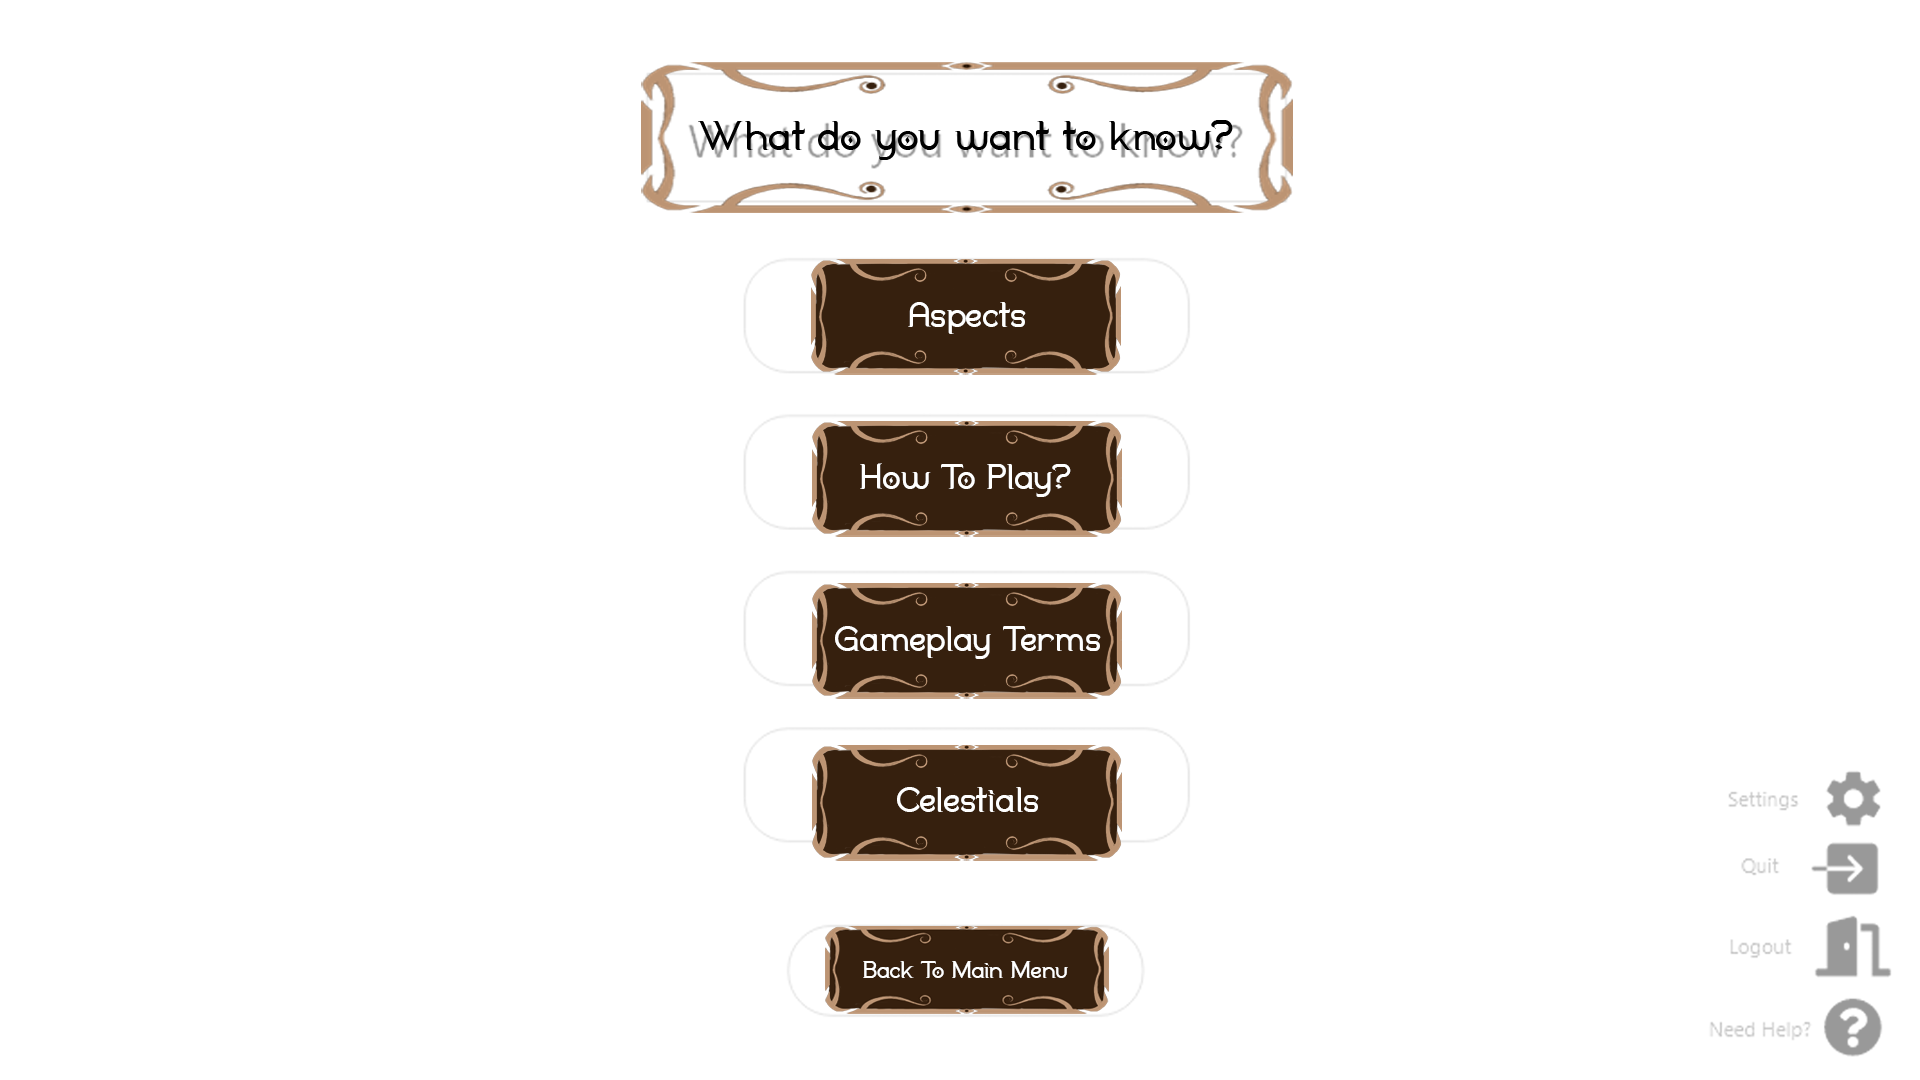 What do you want to know?
Aspects
How To Play?
Gameplay Terms
Celestials
Back To Main Menu
Settings
Quit
Logout
Need Help?